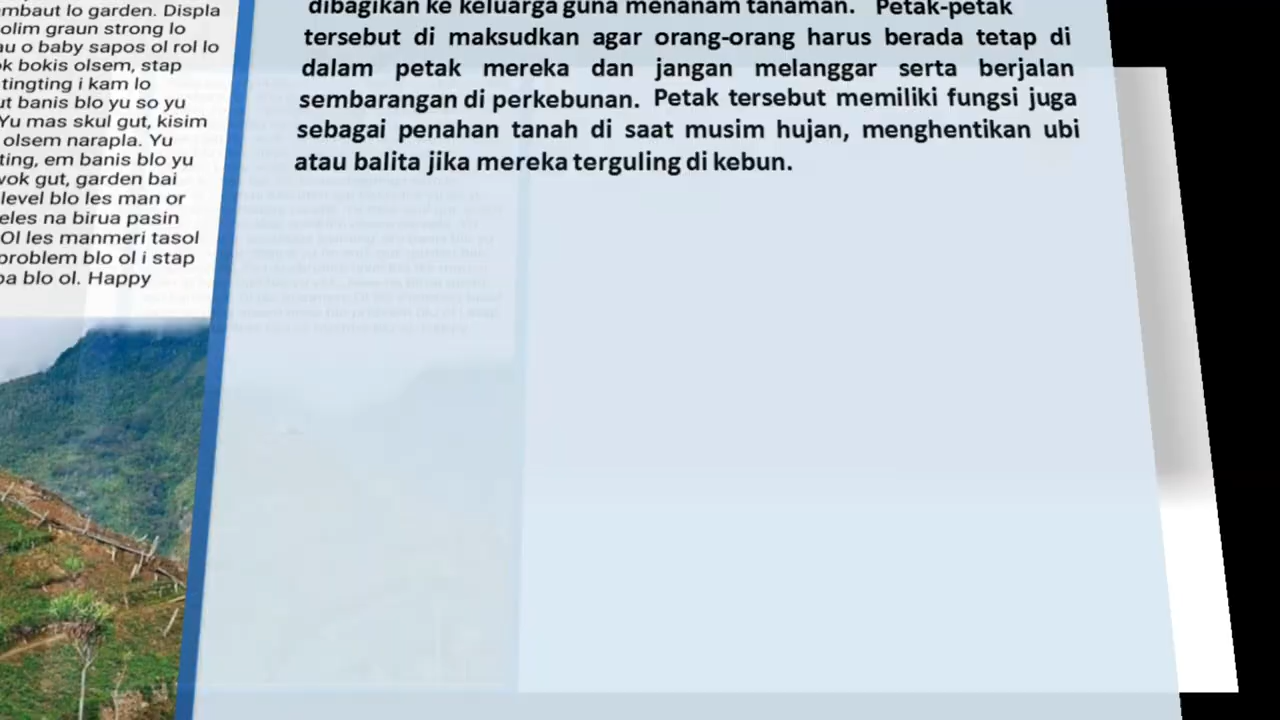 mbaut lo garden. Displa
olim graun strong lo
au o baby sapos ol rol lo
ok bokis olsem, stap
tingting i kam lo
ut banis blo yu so yu
Yu mas skul gut, kisim
olsem narapla. Yu
ting, em banis blo yu
wok gut, garden bai
level blo les man or
eles na birua pasin
Ol les manmeri tasol
problem blo ol i stap
pa blo ol. Happy
dibagikan ke keluarga guna menanam tanaman. Petak-petak
tersebut di maksudkan agar orang-orang harus berada tetap di
dalam petak mereka dan jangan melanggar serta berjalan
sembarangan di perkebunan. Petak tersebut memiliki fungsi juga
sebagai penahan tanah di saat musim hujan, menghentikan ubi
atau balita jika mereka terguling di kebun.